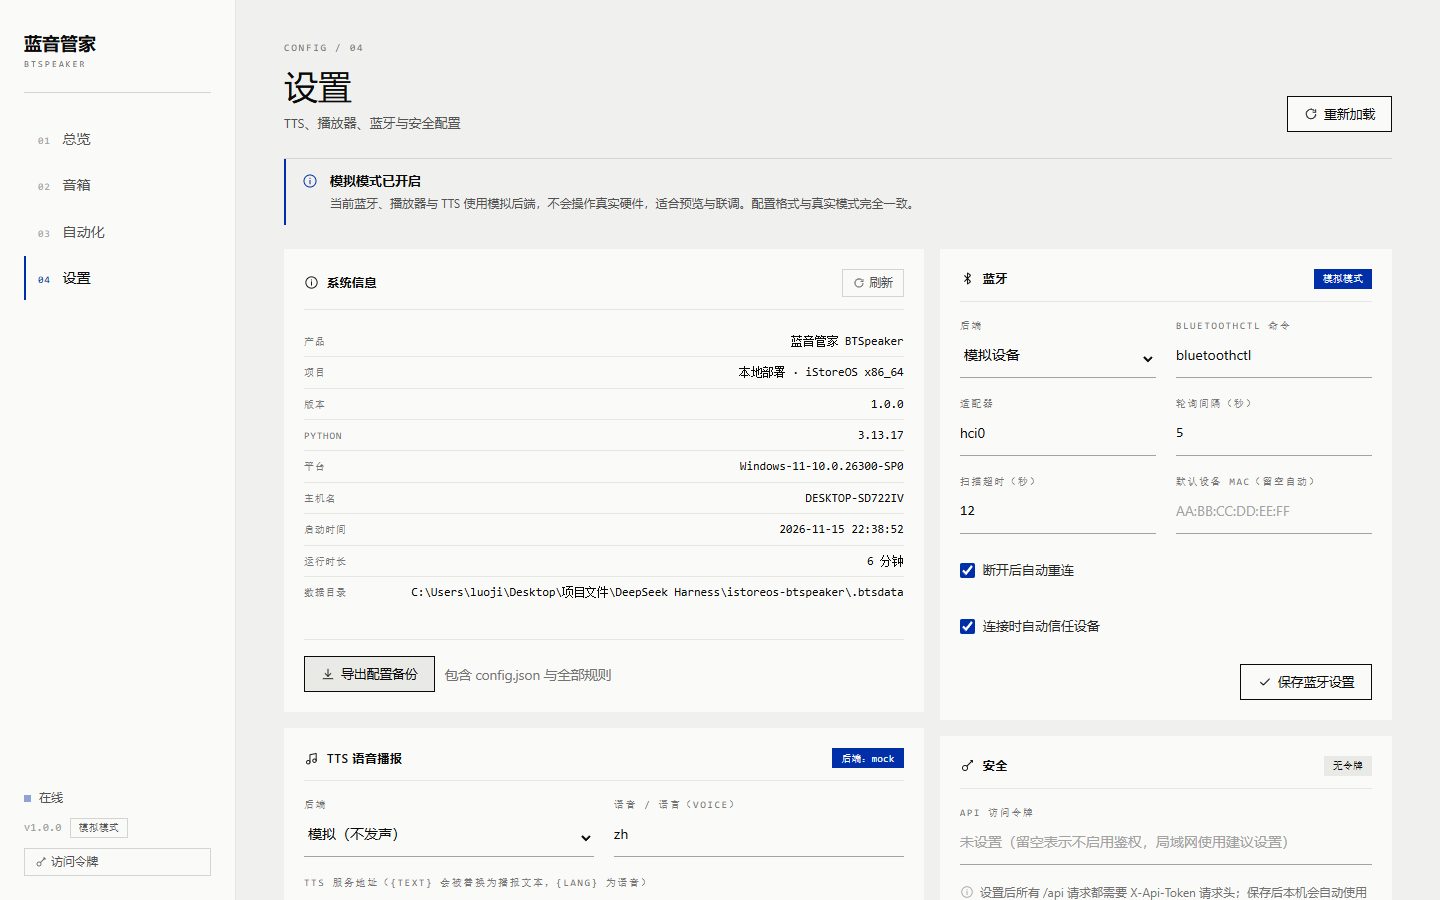 蓝音管家
BTSPEAKER
01 总览
02 音箱
03 自动化
04 设置
在线
v1.0.0 模拟模式
访问令牌
CONFIG / 04
设置
TTS、播放器、蓝牙与安全配置
重新加载
模拟模式已开启
当前蓝牙、播放器与 TTS 使用模拟后端，不会操作真实硬件，适合预览与联调。配置格式与真实模式完全一致。
系统信息
刷新
产品 蓝音管家 BTSpeaker
项目 本地部署 · iStoreOS x86_64
版本 1.0.0
PYTHON 3.13.17
平台 Windows-11-10.0.26300-SP0
主机名 DESKTOP-SD722IV
启动时间 2026-11-15 22:38:52
运行时长 6 分钟
数据目录 C:\Users\luoji\Desktop\项目文件\DeepSeek Harness\istoreos-btspeaker\.btsdata
导出配置备份 包含 config.json 与全部规则
TTS 语音播报
后端：mock
后端
模拟（不发声）
语音 / 语言（VOICE）
zh
TTS 服务地址（{TEXT} 会被替换为播报文本，{LANG} 为语言）
蓝牙
模拟模式
后端
模拟设备
BLUETOOTHCTL 命令
bluetoothctl
适配器
hci0
轮询间隔（秒）
5
扫描超时（秒）
12
默认设备 MAC（留空自动）
AA:BB:CC:DD:EE:FF
断开后自动重连
连接时自动信任设备
保存蓝牙设置
安全
无令牌
API 访问令牌
未设置（留空表示不启用鉴权，局域网使用建议设置）
设置后所有 /api 请求都需要 X-Api-Token 请求头；保存后本机会自动使用